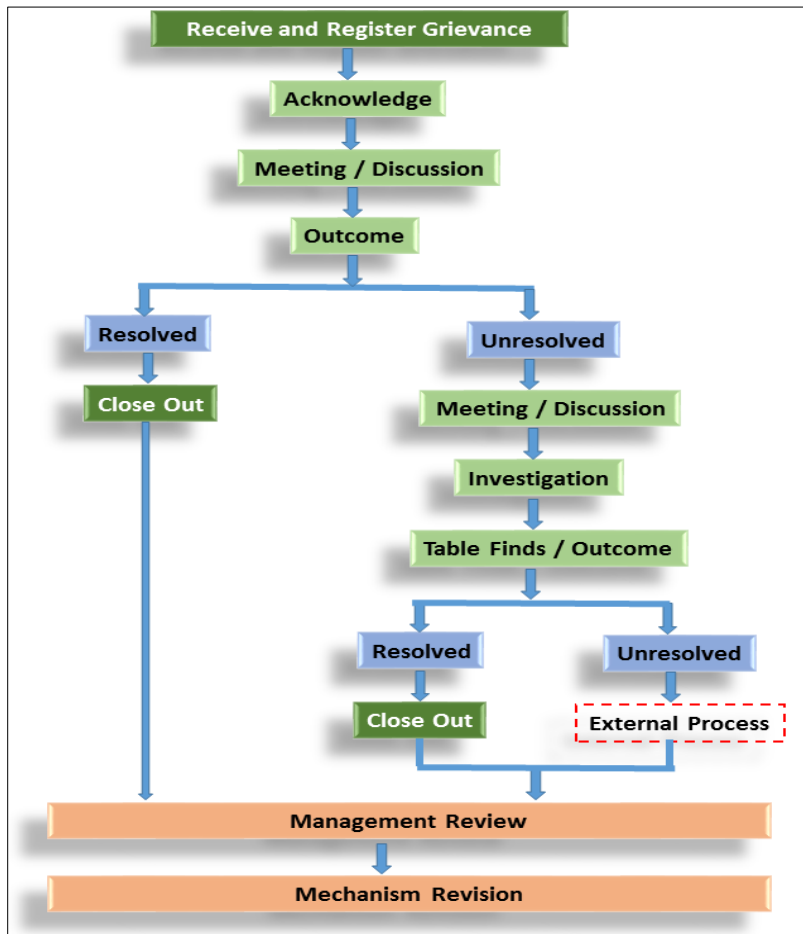 Receive and Register Grievance
Acknowledge
Meeting / Discussion
Outcome
Resolved
Unresolved
Close Out
Meeting / Discussion
Investigation
Table Finds / Outcome
Resolved
Unresolved
Close Out
External Process
Management Review
Mechanism Revision